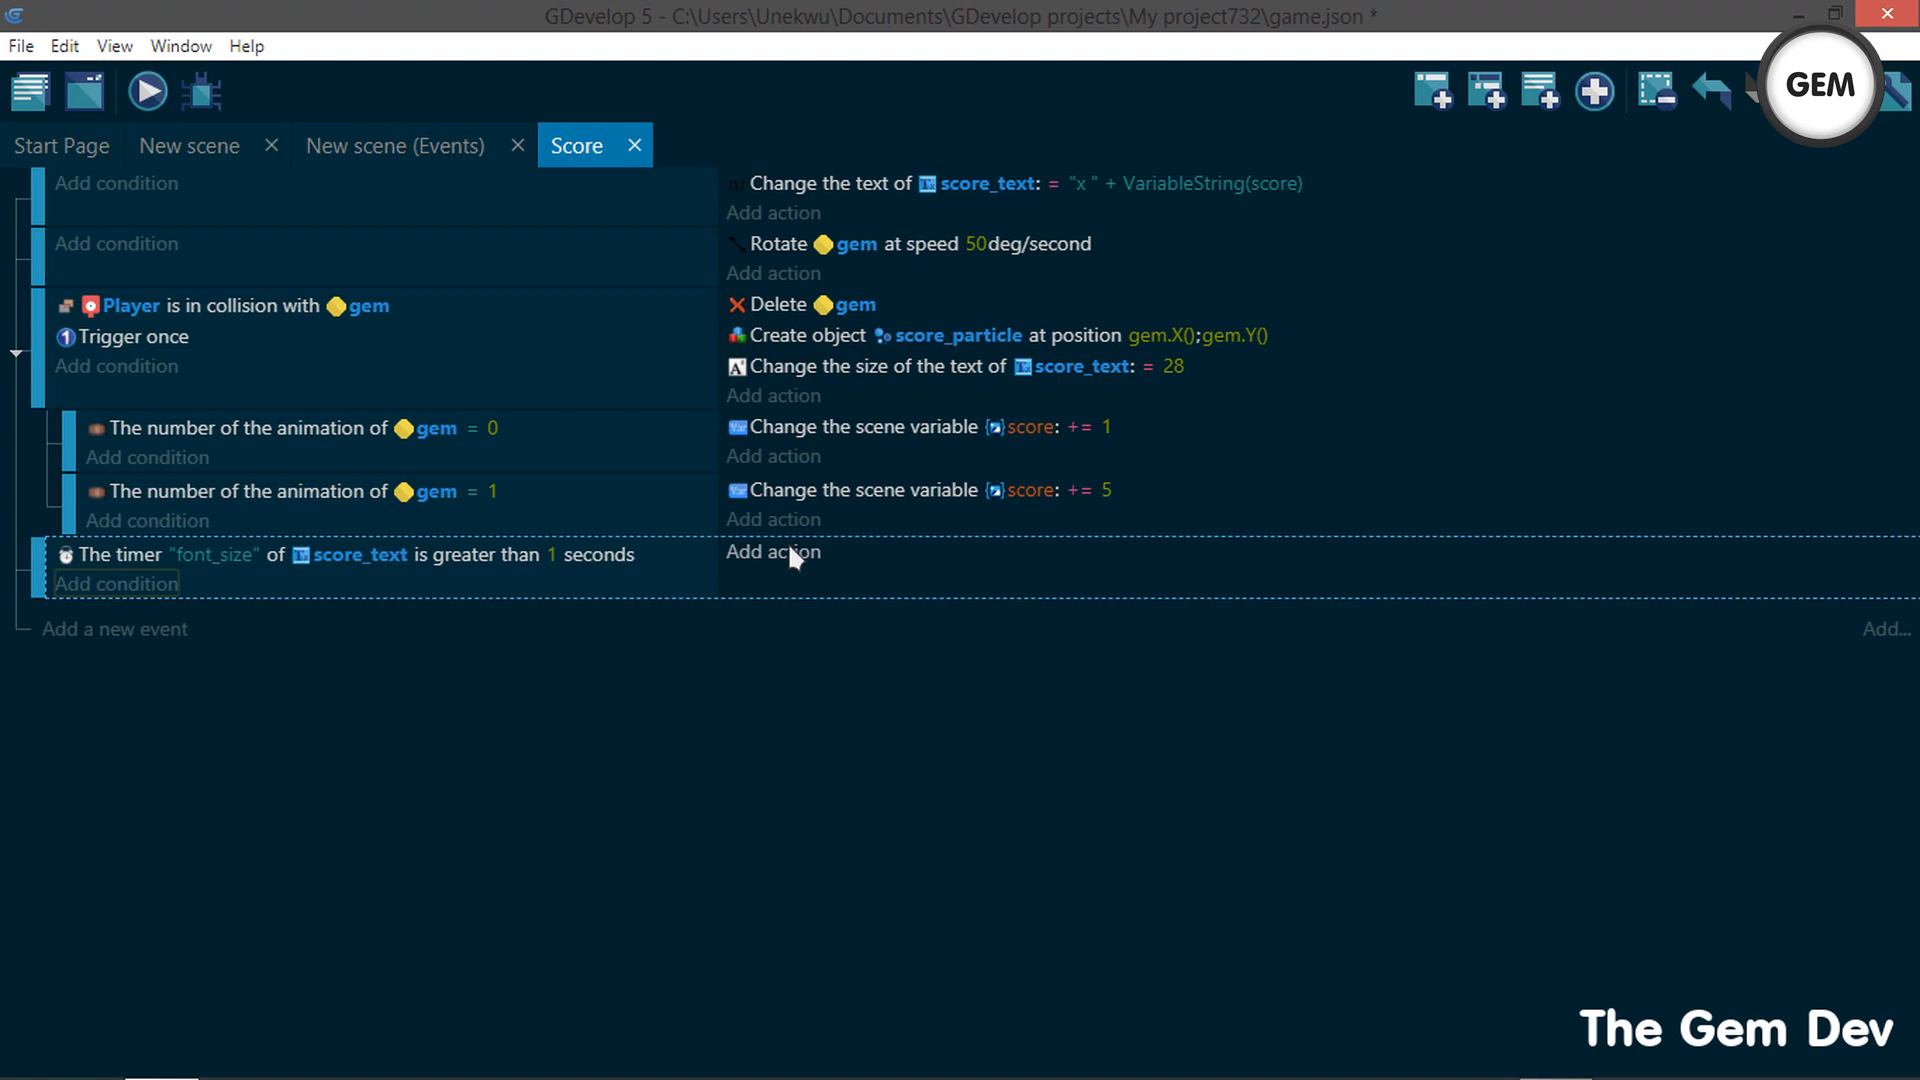 GDevelop 5 - C:\Users\Unekwu\Documents\GDevelop projects\My project732\game.json *
File Edit View Window Help
GEM
Start Page New scene New scene (Events) Score
Add condition
Change the text of score_text: = "x " + VariableString(score)
Add action
Add condition
Rotate gem at speed 50deg/second
Add action
Player is in collision with gem
Delete gem
Trigger once
Create object score_particle at position gem.X();gem.Y()
Add condition
Change the size of the text of score_text: = 28
Add action
The number of the animation of gem = 0
Change the scene variable score: += 1
Add condition
Add action
The number of the animation of gem = 1
Change the scene variable score: += 5
Add condition
Add action
The timer "font_size" of score_text is greater than 1 seconds
Add action
Add condition
Add a new event
Add...
The Gem Dev